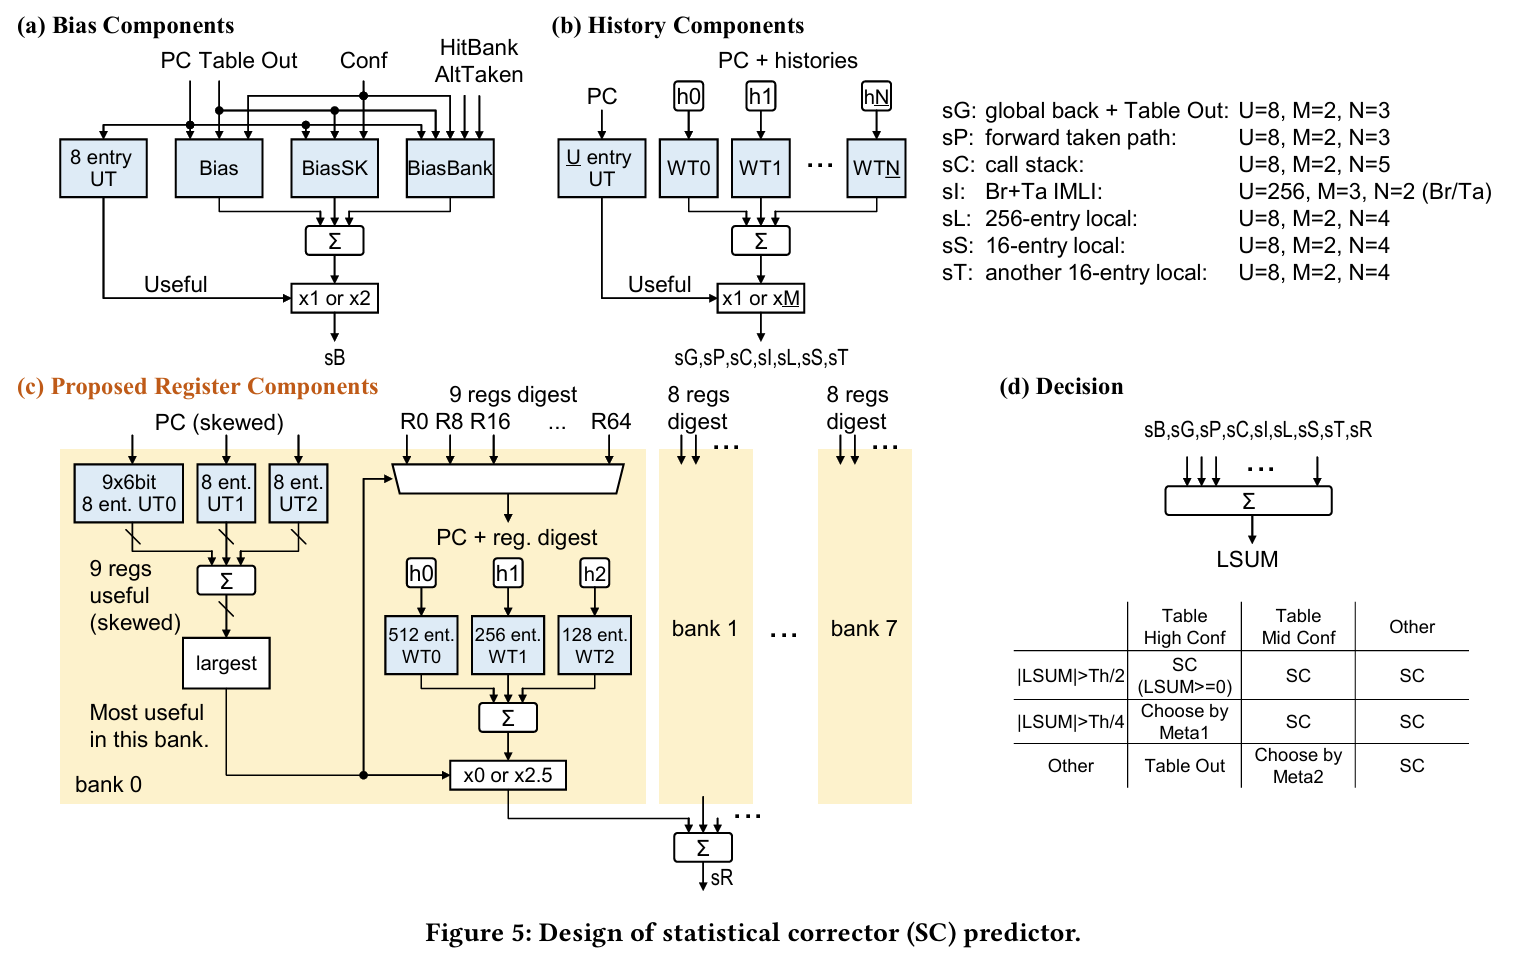 (a) Bias Components
PC Table Out
Conf
HitBank
AltTaken
8 entry
UT
Bias
BiasSK
BiasBank
Σ
Useful
x1 or x2
sB
(b) History Components
PC + histories
PC
h0
h1
hN
U entry
UT
WT0
WT1
...
WTN
Σ
Useful
x1 or xM
sG,sP,sC,sI,sL,sS,sT
sG: global back + Table Out: U=8, M=2, N=3
sP: forward taken path: U=8, M=2, N=3
sC: call stack: U=8, M=2, N=5
sI: Br+Ta IMLI: U=256, M=3, N=2 (Br/Ta)
sL: 256-entry local: U=8, M=2, N=4
sS: 16-entry local: U=8, M=2, N=4
sT: another 16-entry local: U=8, M=2, N=4
(c) Proposed Register Components
PC (skewed)
9 regs digest
R0 R8 R16 ... R64
8 regs
digest
...
8 regs
digest
...
9x6bit
8 ent. UT0
8 ent.
UT1
8 ent.
UT2
9 regs
useful
(skewed)
Σ
largest
Most useful
in this bank.
bank 0
PC + reg. digest
h0
h1
h2
512 ent.
WT0
256 ent.
WT1
128 ent.
WT2
Σ
x0 or x2.5
bank 1
...
bank 7
...
Σ
sR
(d) Decision
sB,sG,sP,sC,sI,sL,sS,sT,sR
...
Σ
LSUM
Table
High Conf
Table
Mid Conf
Other
|LSUM|>Th/2
SC
(LSUM>=0)
SC
SC
|LSUM|>Th/4
Choose by
Meta1
SC
SC
Other
Table Out
Choose by
Meta2
SC
Figure 5: Design of statistical corrector (SC) predictor.